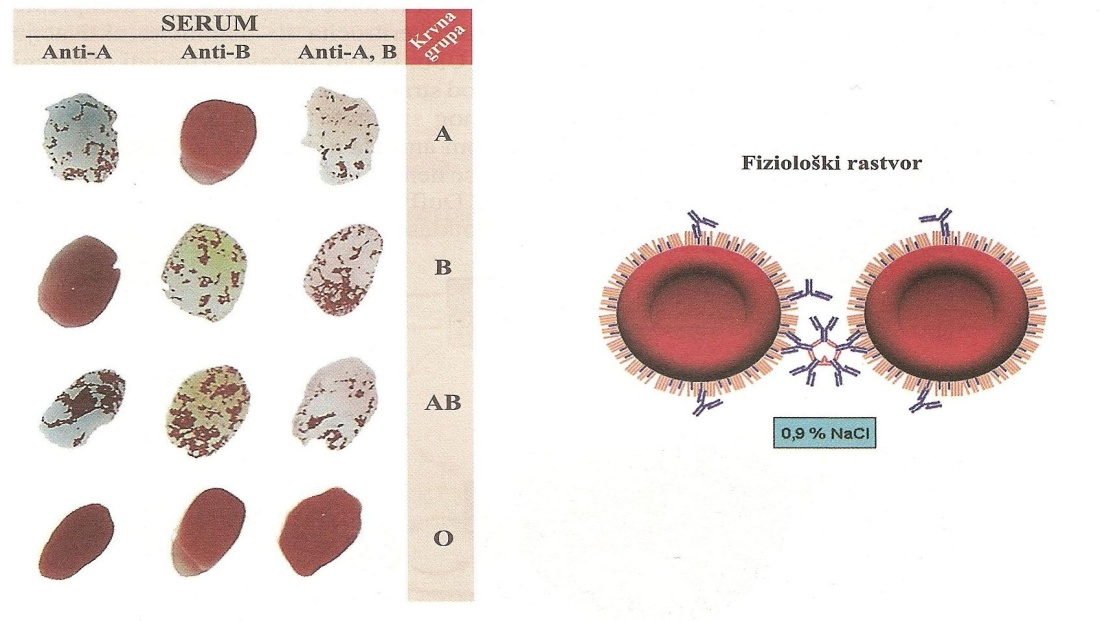 SERUM
Anti-A Anti-B Anti-A, B
Krvna
grupa
A
B
AB
O
Fiziološki rastvor
0,9 % NaCl